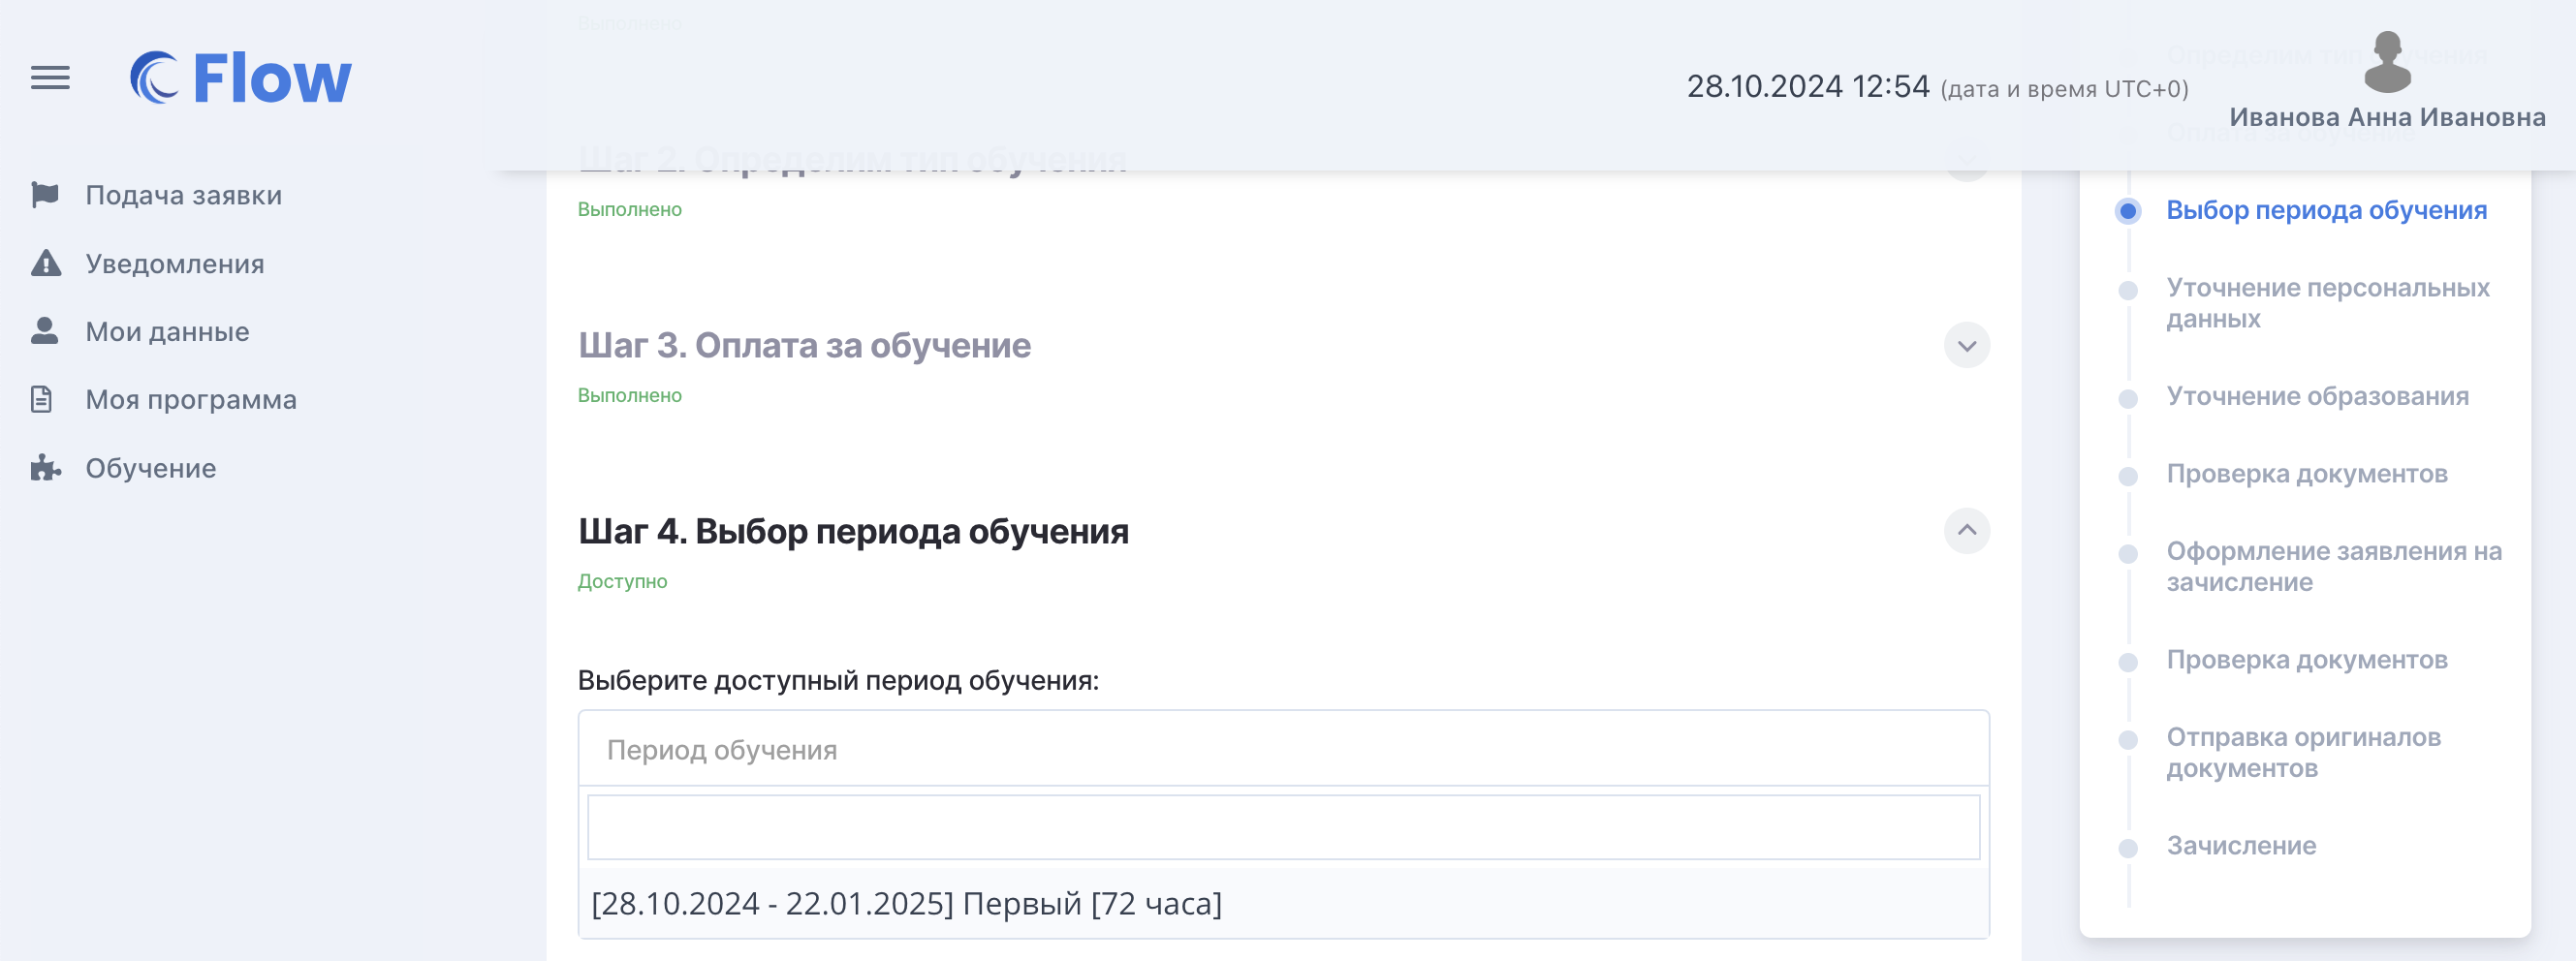 Flow
Выполнено
28.10.2024 12:54 (дата и время UTC+0)
Иванова Анна Ивановна
Подача заявки
Уведомления
Мои данные
Моя программа
Обучение
Шаг 2. Определим тип обучения
Выполнено
Шаг 3. Оплата за обучение
Выполнено
Шаг 4. Выбор периода обучения
Доступно
Выберите доступный период обучения:
Период обучения
[28.10.2024 - 22.01.2025] Первый [72 часа]
Определим тип обучения
Оплата за обучение
Выбор периода обучения
Уточнение персональных
данных
Уточнение образования
Проверка документов
Оформление заявления на
зачисление
Проверка документов
Отправка оригиналов
документов
Зачисление